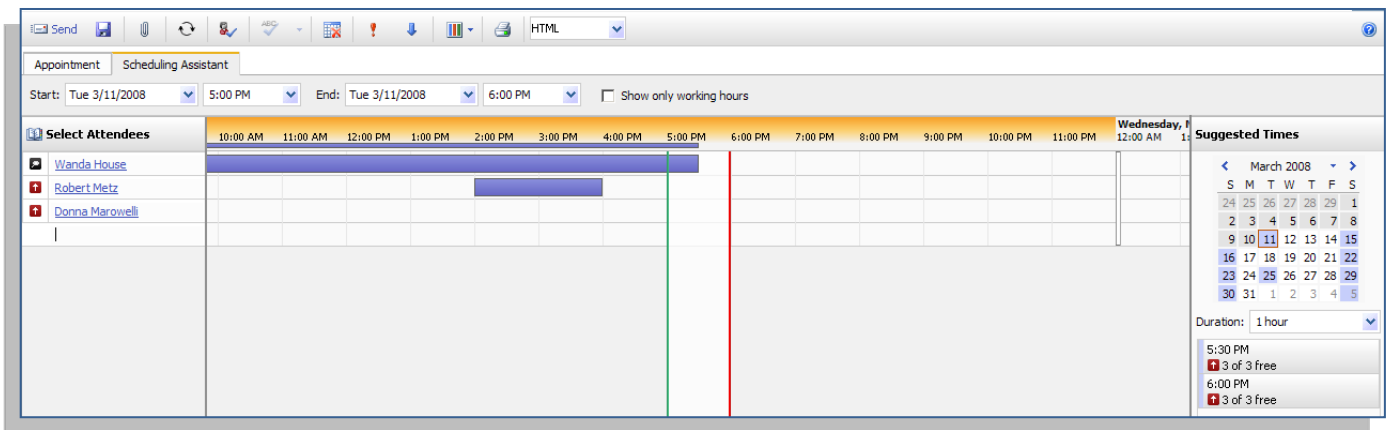 Send ABC HTML
Appointment Scheduling Assistant
Start: Tue 3/11/2008 5:00 PM End: Tue 3/11/2008 6:00 PM Show only working hours
Select Attendees 10:00 AM 11:00 AM 12:00 PM 1:00 PM 2:00 PM 3:00 PM 4:00 PM 5:00 PM 6:00 PM 7:00 PM 8:00 PM 9:00 PM 10:00 PM 11:00 PM 12:00 AM
Wednesday,
Wanda House
Robert Metz
Donna Marowelli
Suggested Times
March 2008
S M T W T F S
24 25 26 27 28 29 1
2 3 4 5 6 7 8
9 10 11 12 13 14 15
16 17 18 19 20 21 22
23 24 25 26 27 28 29
30 31 1 2 3 4 5
Duration: 1 hour
5:30 PM
3 of 3 free
6:00 PM
3 of 3 free